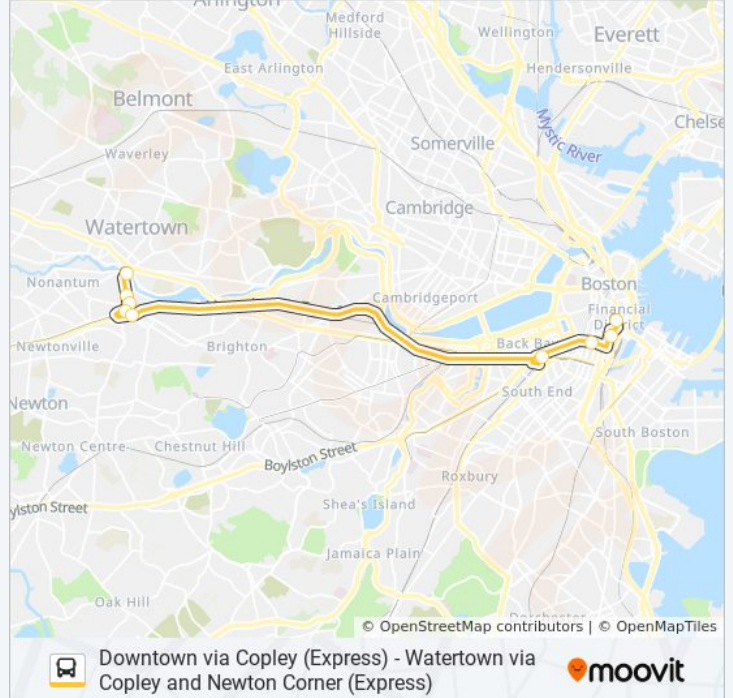 Arlington
Medford
Hillside
Wellington
Everett
East Arlington
Hendersonville
Belmont
Mystic River
Chelse
Waverley
Somerville
Cambridge
Watertown
Nonantum
Boston
Cambridgeport
Financial
District
Newtonville
Brighton
Back Bay
South End
Newton
South Boston
Newton Centre
Chestnut Hill
Boylston Street
Roxbury
ylston Street
Shea's Island
Jamaica Plain
Oak Hill
Dorchester
© OpenStreetMap contributors | © OpenMapTiles
Downtown via Copley (Express) - Watertown via
Copley and Newton Corner (Express)
moovit